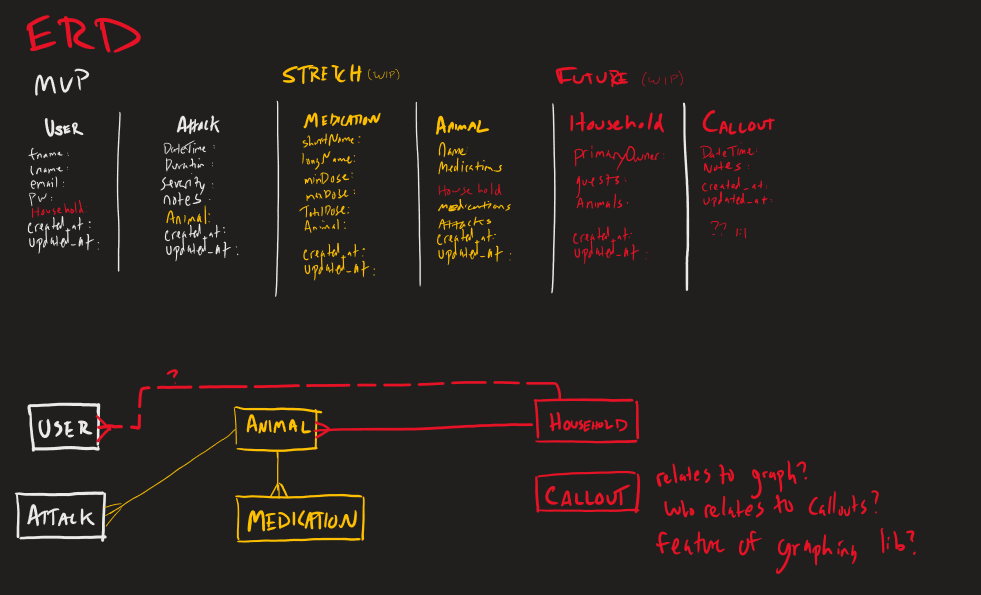 ERD
MVP
STRETCH (WIP)
FUTURE (WIP)
USER
fname:
lname:
email:
pw:
Household
Created_at:
Updated_At:
Attack
DateTime:
Duration:
Severity:
notes:
Animal:
Created_at:
Updated_At:
MEDICATION
shortName:
longName:
minDose:
maxDose:
TotalDose:
Animal:
Created_at:
Updated_At:
ANIMAL
Name:
Medications
Household
Medications
Attacks
Created_at:
Updated_At:
Household
primaryOwner:
guests:
Animals:
Created_at:
Updated_At:
CALLOUT
DateTime:
Notes:
Created_at:
Updated_at:
??
?
USER
ANIMAL
HOUSEHOLD
ATTACK
MEDICATION
CALLOUT
relates to graph?
who relates to Callouts?
feature of graphing lib?